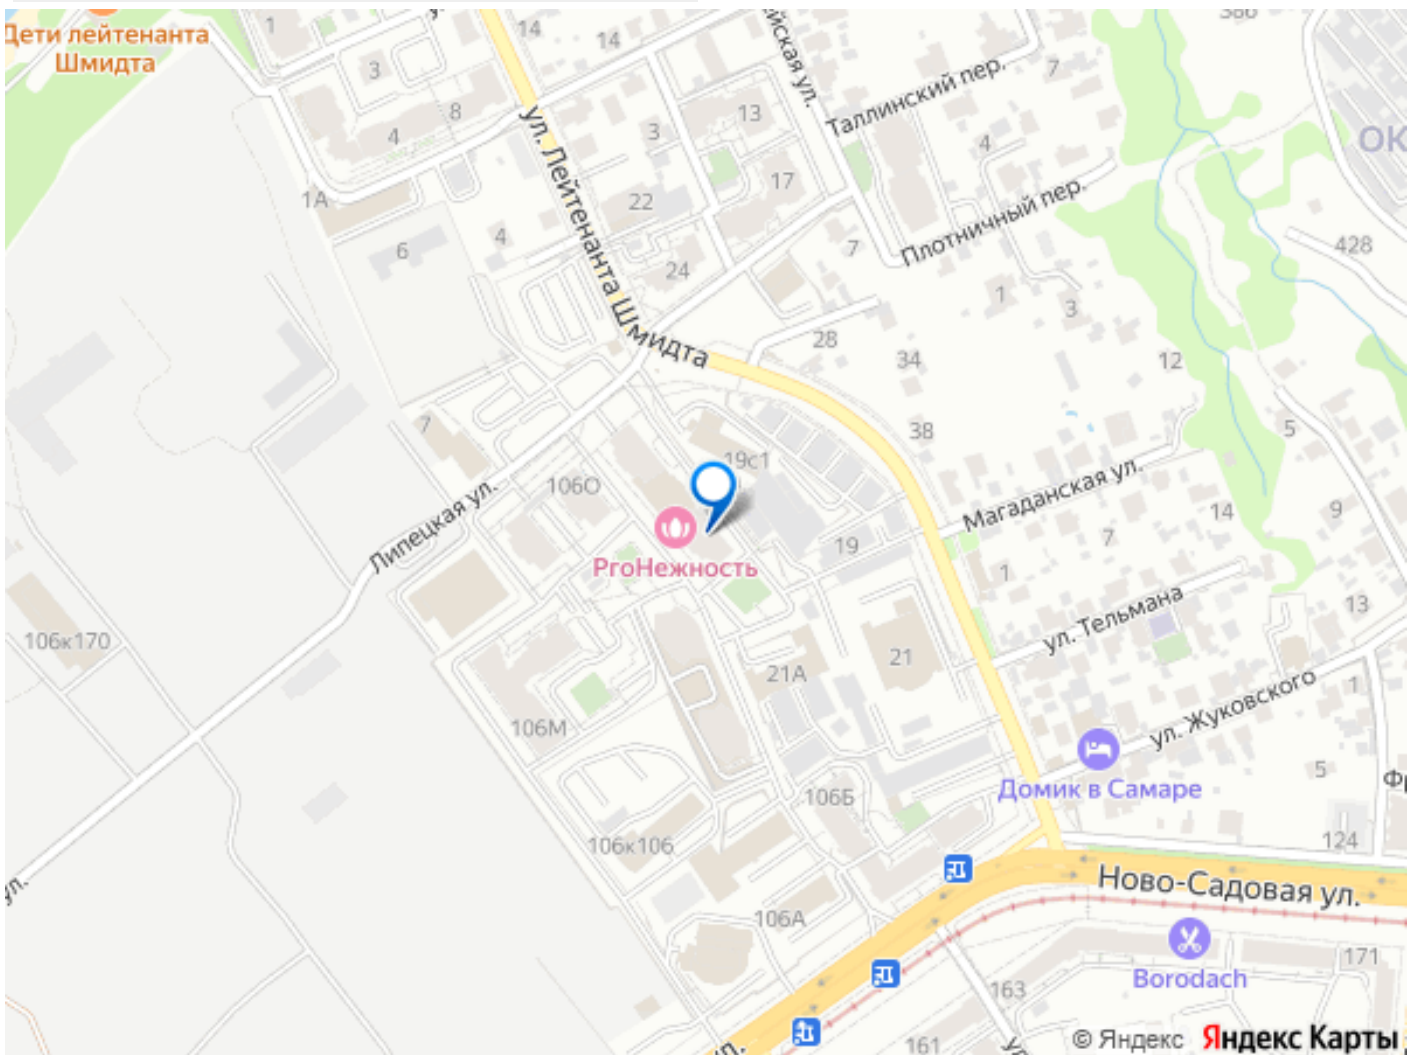 Дети лейтенанта
Шмидта
1
14
14
3
8
4
1А
6
4
3
13
17
22
24
7
ул. Лейтенанта Шмидта
Таллинский пер.
7
4
Плотничный пер.
1
3
28
34
38
12
428
5
9
14
7
1
13
Магаданская ул.
ул. Тельмана
ул. Жуковского
1
5
124
7
Липецкая ул.
106О
19с1
19
ProНежность
106к170
106М
21А
21
106Б
106к106
106А
Домик в Самаре
Ново-Садовая ул.
Borodach
171
163
161
© Яндекс Яндекс Карты